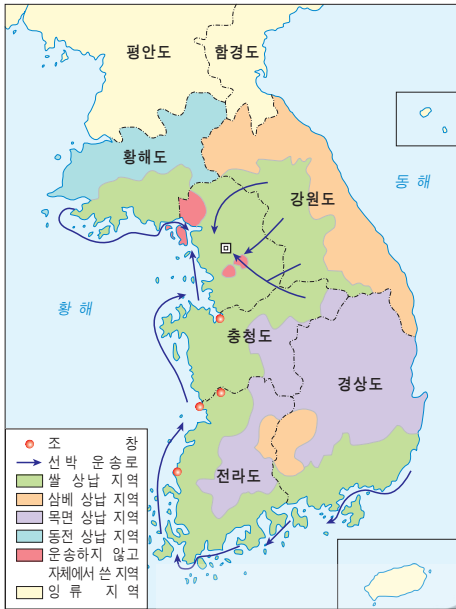 평안도
함경도
황해도
강원도
동 해
황 해
충청도
경상도
전라도
조 창
선박 운송로
쌀 상납 지역
삼베 상납 지역
목면 상납 지역
동전 상납 지역
운송하지 않고
자체에서 쓴 지역
잉류 지역